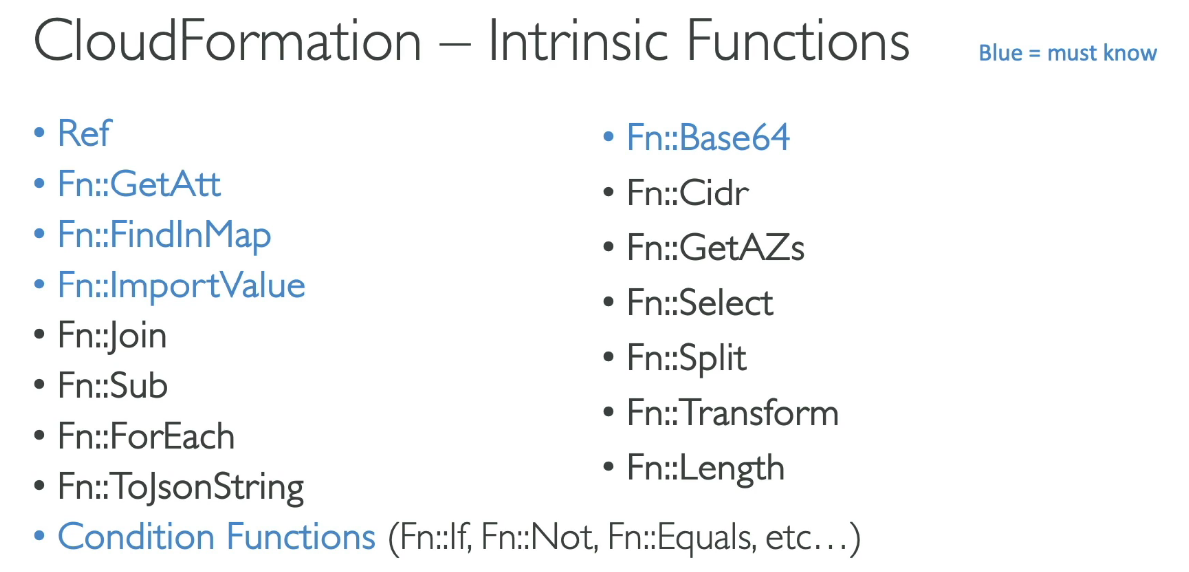 CloudFormation – Intrinsic Functions
Blue = must know
• Ref
• Fn::GetAtt
• Fn::FindInMap
• Fn::ImportValue
• Fn::Join
• Fn::Sub
• Fn::ForEach
• Fn::ToJsonString
• Condition Functions (Fn::If, Fn::Not, Fn::Equals, etc…)
• Fn::Base64
• Fn::Cidr
• Fn::GetAZs
• Fn::Select
• Fn::Split
• Fn::Transform
• Fn::Length